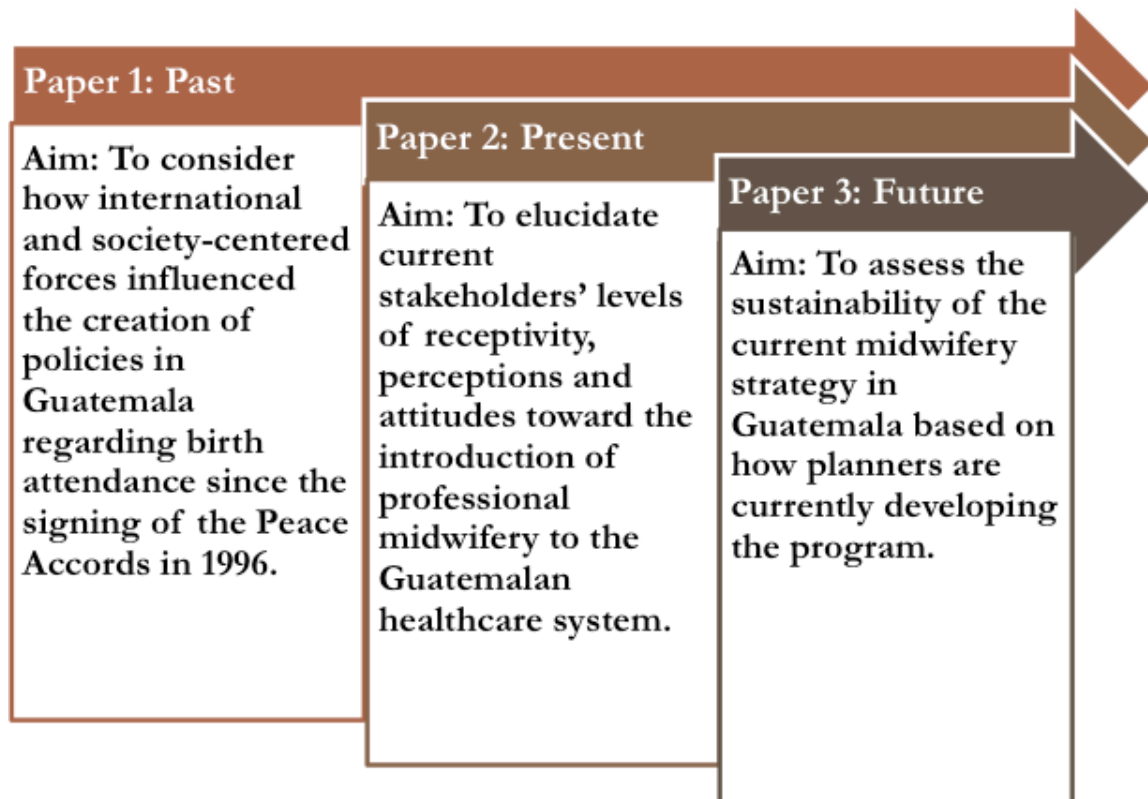 Paper 1: Past
Aim: To consider
how international
and society-centered
forces influenced
the creation of
policies in
Guatemala
regarding birth
attendance since the
signing of the Peace
Accords in 1996.
Paper 2: Present
Aim: To elucidate
current
stakeholders’ levels
of receptivity,
perceptions and
attitudes toward the
introduction of
professional
midwifery to the
Guatemalan
healthcare system.
Paper 3: Future
Aim: To assess the
sustainability of the
current midwifery
strategy in
Guatemala based on
how planners are
currently developing
the program.